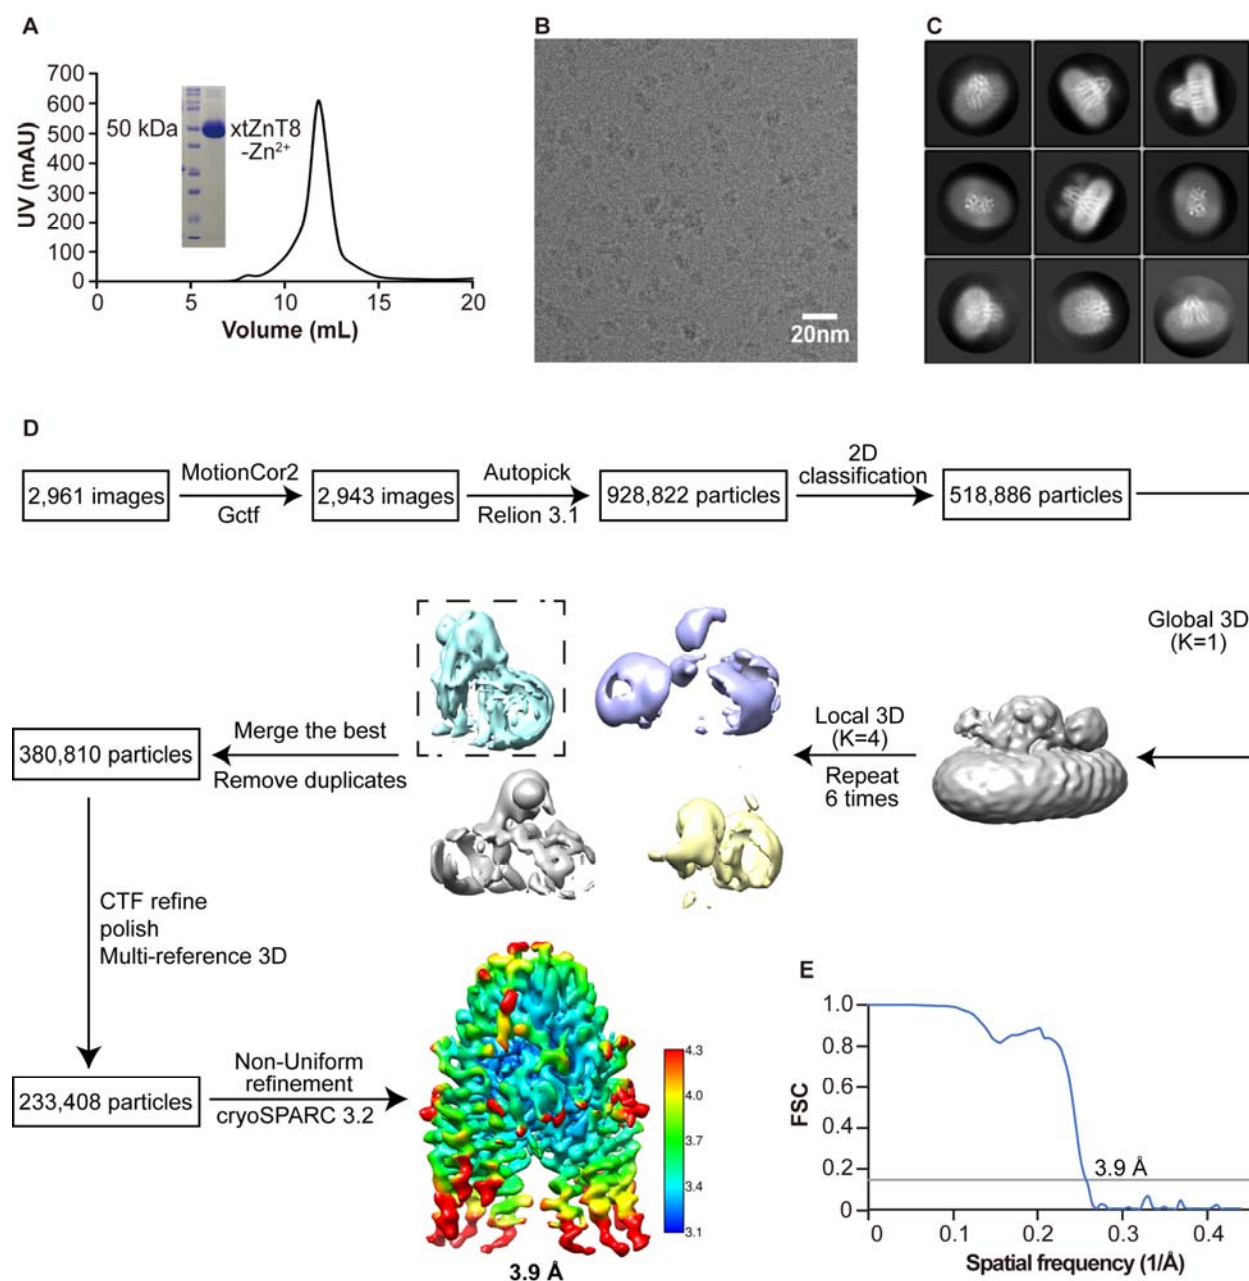 A
700
600
500
400
300
200
100
0
UV (mAU)
50 kDa
xtZnT8
-Zn²⁺
0
5
10
15
20
Volume (mL)
B
20nm
C
D
2,961 images
MotionCor2
Gctf
2,943 images
Autopick
Relion 3.1
928,822 particles
2D
classification
518,886 particles
Global 3D
(K=1)
Local 3D
(K=4)
Repeat
6 times
Merge the best
Remove duplicates
380,810 particles
CTF refine
polish
Multi-reference 3D
233,408 particles
Non-Uniform
refinement
cryoSPARC 3.2
4.3
4.0
3.7
3.4
3.1
3.9 Å
E
1.0
0.8
0.6
0.4
0.2
0
FSC
3.9 Å
0
0.1
0.2
0.3
0.4
Spatial frequency (1/Å)